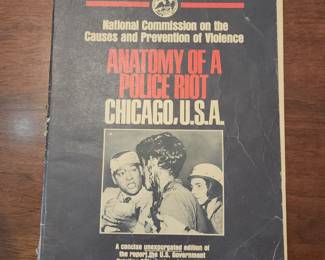 National Commission on the
Causes and Prevention of Violence
ANATOMY OF A
POLICE RIOT
CHICAGO, U.S.A.
A concise unexpurgated edition of
the report the U.S. Government